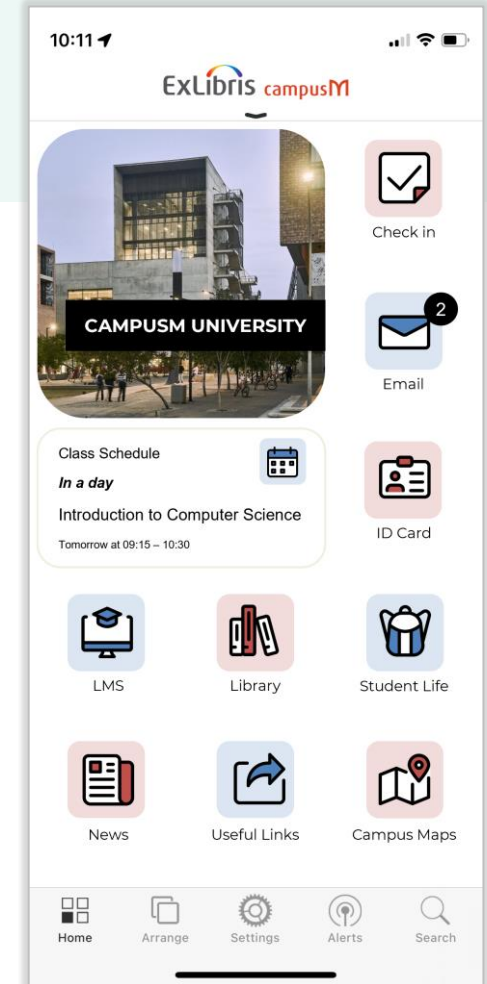 10:11
ExLibris campusM
CAMPUSM UNIVERSITY
Check in
2
Email
Class Schedule
In a day
Introduction to Computer Science
Tomorrow at 09:15 – 10:30
ID Card
LMS
Library
Student Life
News
Useful Links
Campus Maps
Home
Arrange
Settings
Alerts
Search